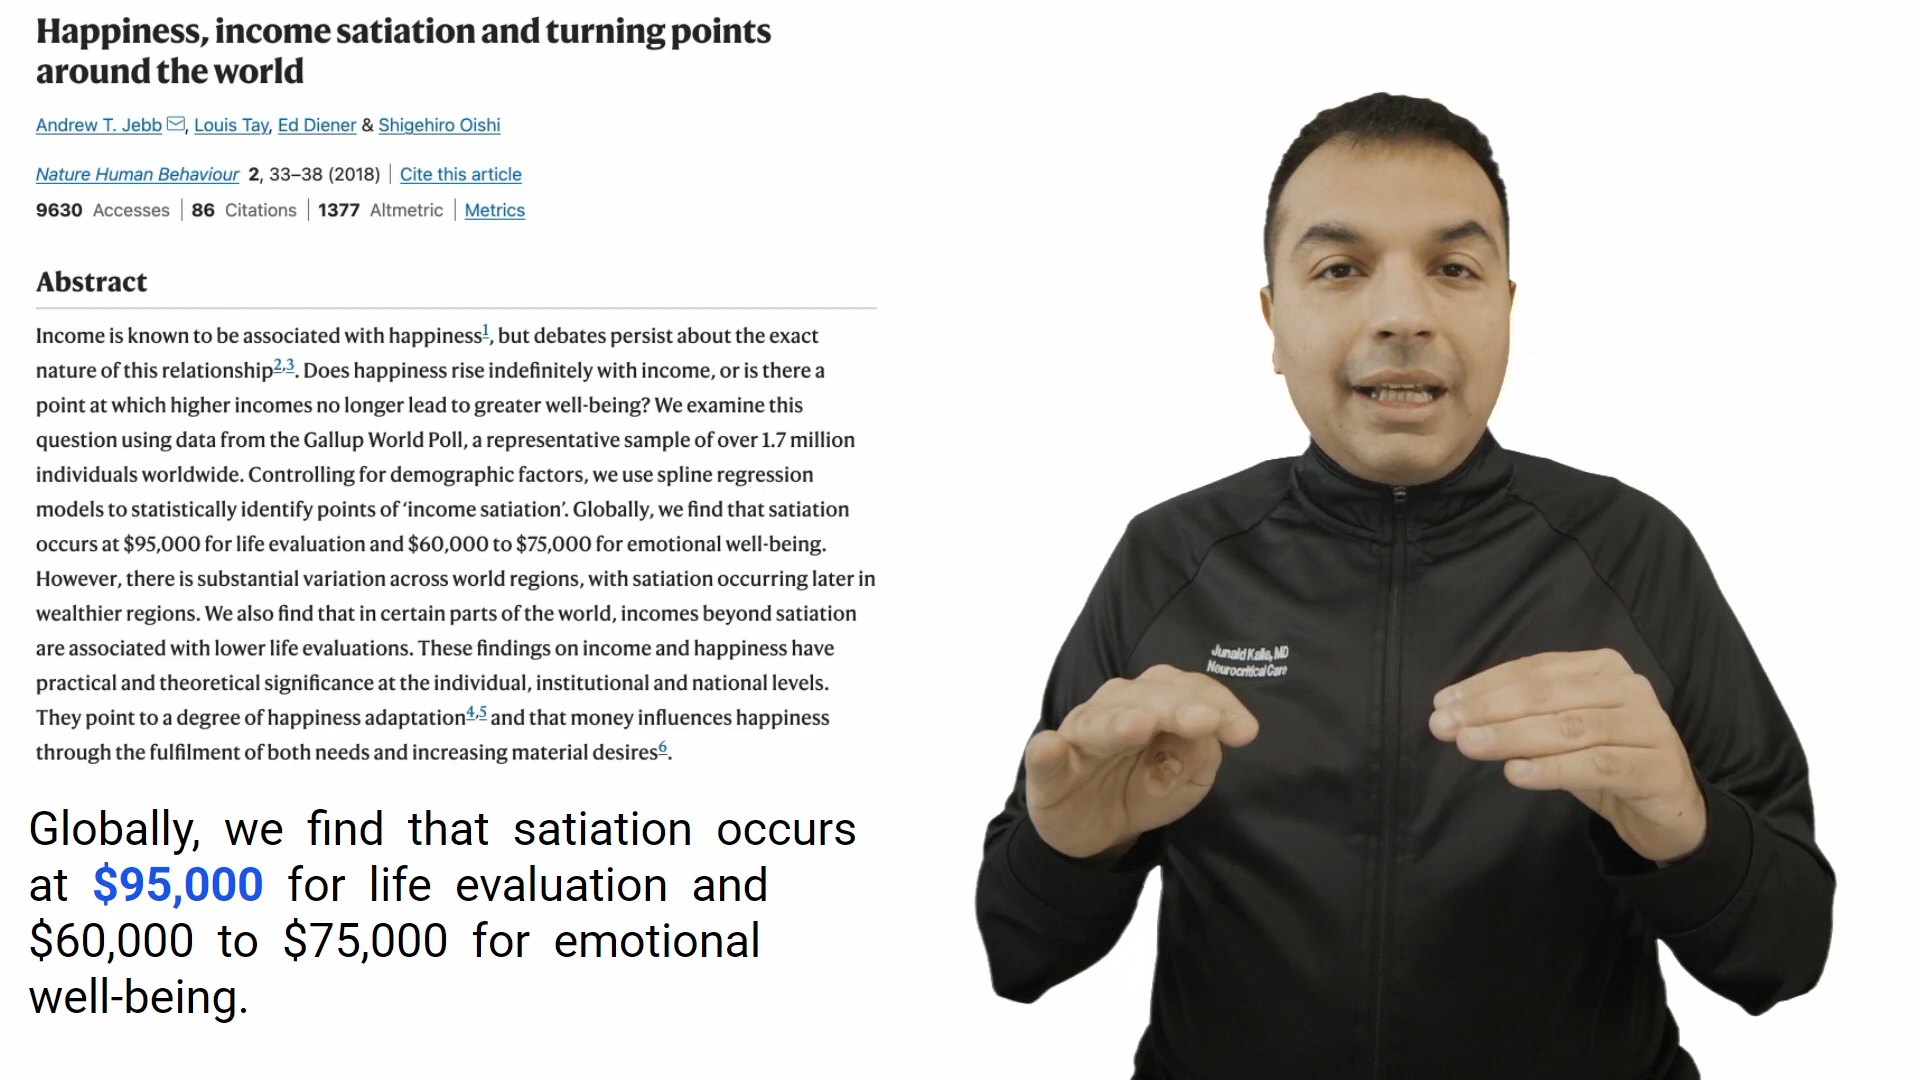 Happiness, income satiation and turning points
around the world
Andrew T. Jebb, Louis Tay, Ed Diener & Shigehiro Oishi
Nature Human Behaviour 2, 33–38 (2018) | Cite this article
9630 Accesses | 86 Citations | 1377 Altmetric | Metrics
Abstract
Income is known to be associated with happiness1, but debates persist about the exact
nature of this relationship2,3. Does happiness rise indefinitely with income, or is there a
point at which higher incomes no longer lead to greater well-being? We examine this
question using data from the Gallup World Poll, a representative sample of over 1.7 million
individuals worldwide. Controlling for demographic factors, we use spline regression
models to statistically identify points of ‘income satiation’. Globally, we find that satiation
occurs at $95,000 for life evaluation and $60,000 to $75,000 for emotional well-being.
However, there is substantial variation across world regions, with satiation occurring later in
wealthier regions. We also find that in certain parts of the world, incomes beyond satiation
are associated with lower life evaluations. These findings on income and happiness have
practical and theoretical significance at the individual, institutional and national levels.
They point to a degree of happiness adaptation4,5 and that money influences happiness
through the fulfilment of both needs and increasing material desires6.
Globally, we find that satiation occurs
at $95,000 for life evaluation and
$60,000 to $75,000 for emotional
well-being.
Junaid Kalia, MD
Neurocritical Care